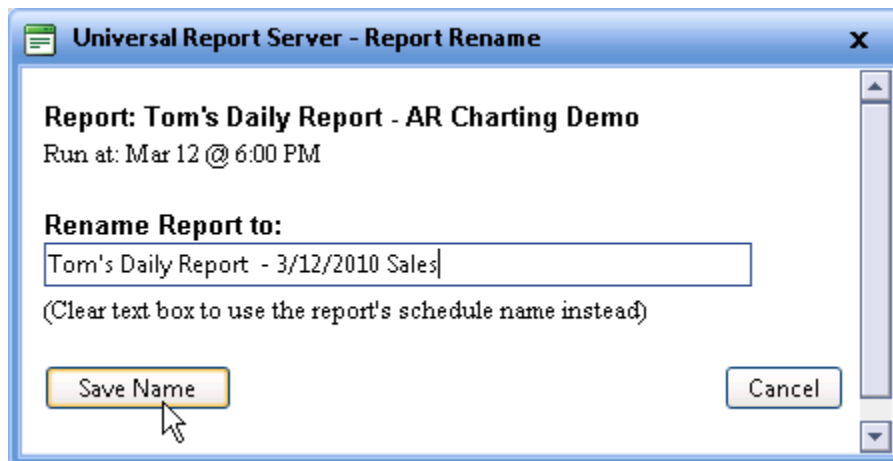 Universal Report Server - Report Rename
x
Report: Tom's Daily Report - AR Charting Demo
Run at: Mar 12 @ 6:00 PM
Rename Report to:
Tom's Daily Report  - 3/12/2010 Sales
(Clear text box to use the report's schedule name instead)
Save Name
Cancel